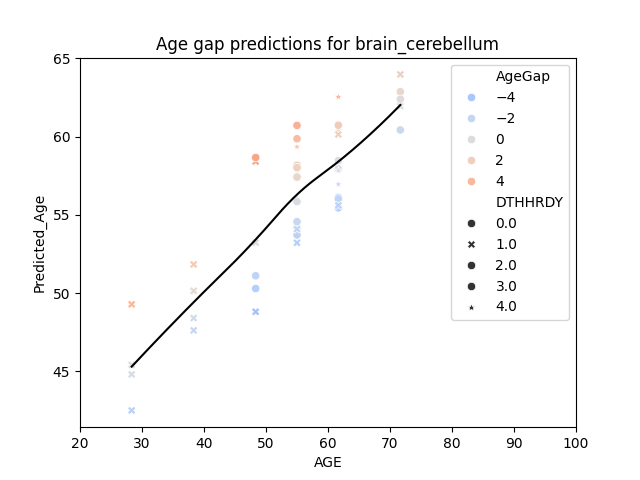 Age gap predictions for brain_cerebellum
65
60
55
50
45
Predicted_Age
20 30 40 50 60 70 80 90 100
AGE
AgeGap
−4
−2
0
2
4
DTHHRDY
0.0
1.0
2.0
3.0
4.0